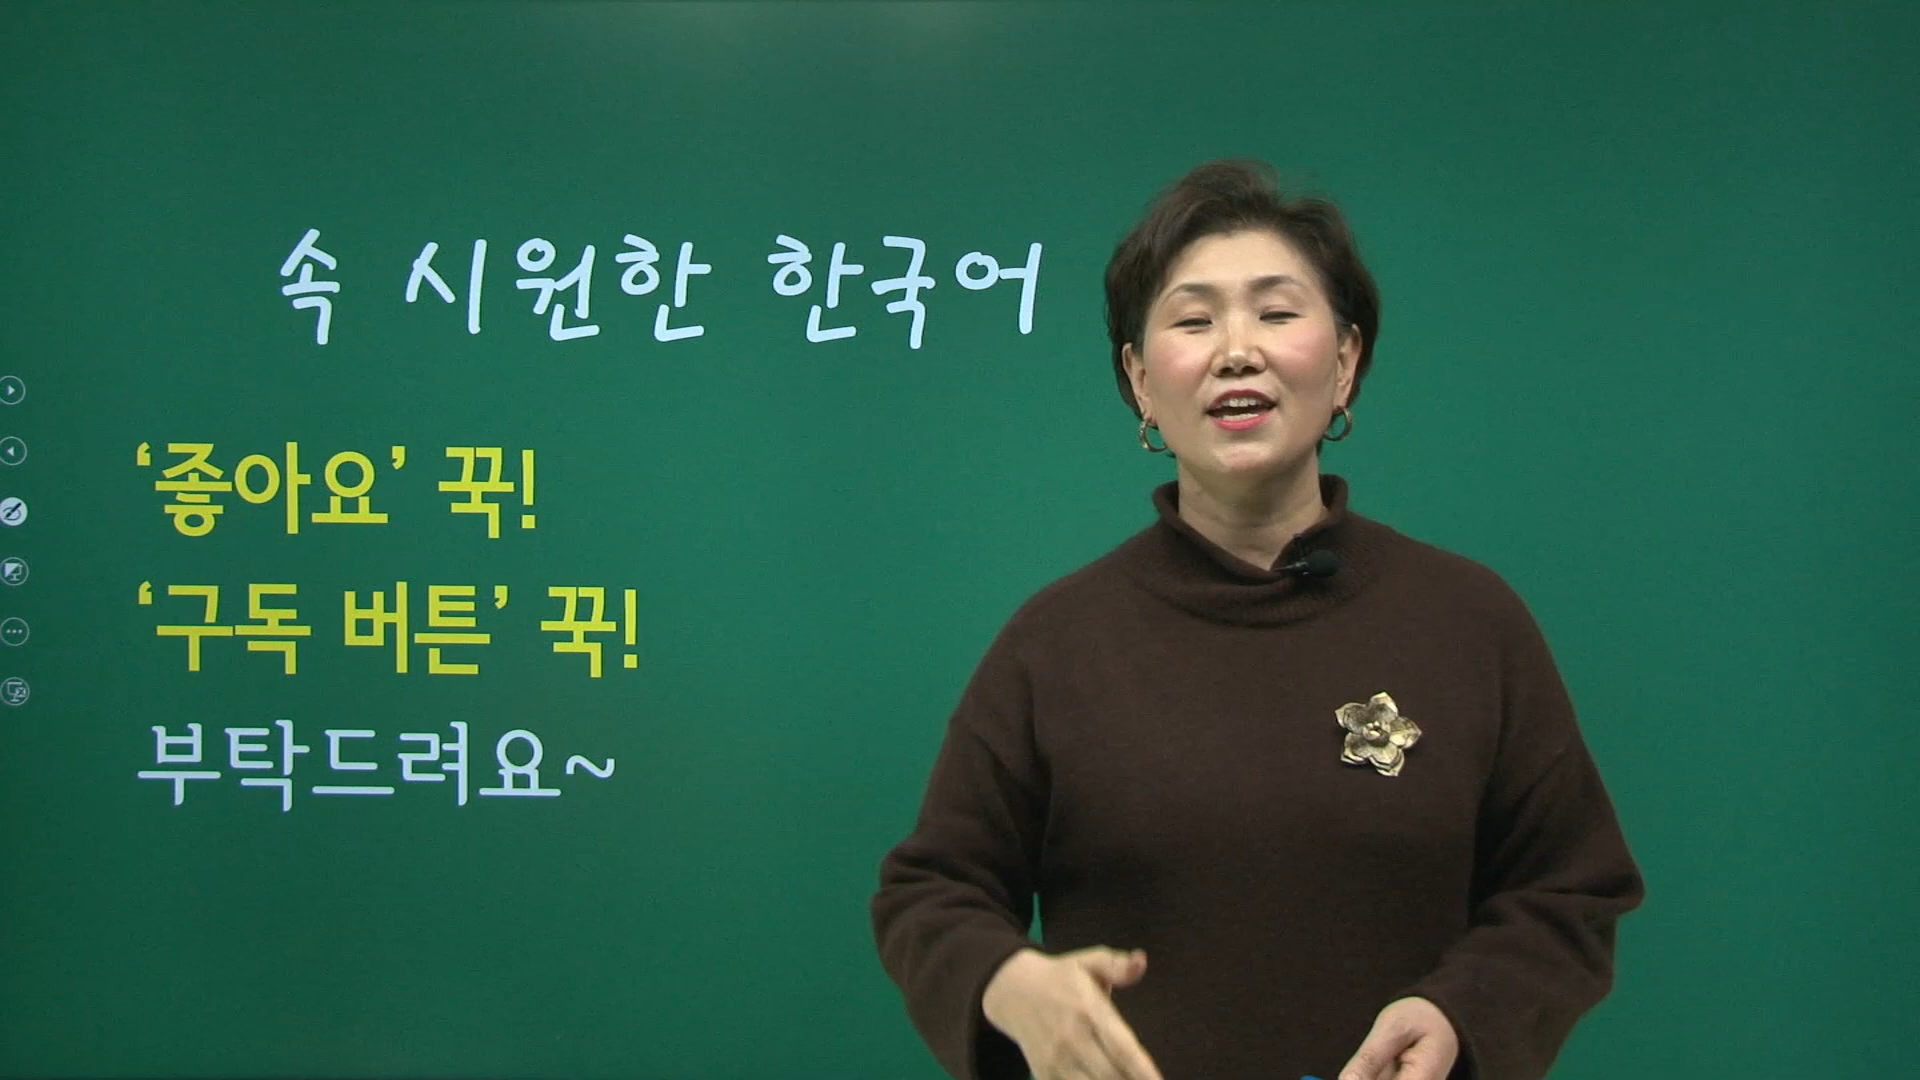 속 시원한 한국어
‘좋아요’ 꾹!
‘구독 버튼’ 꾹!
부탁드려요~